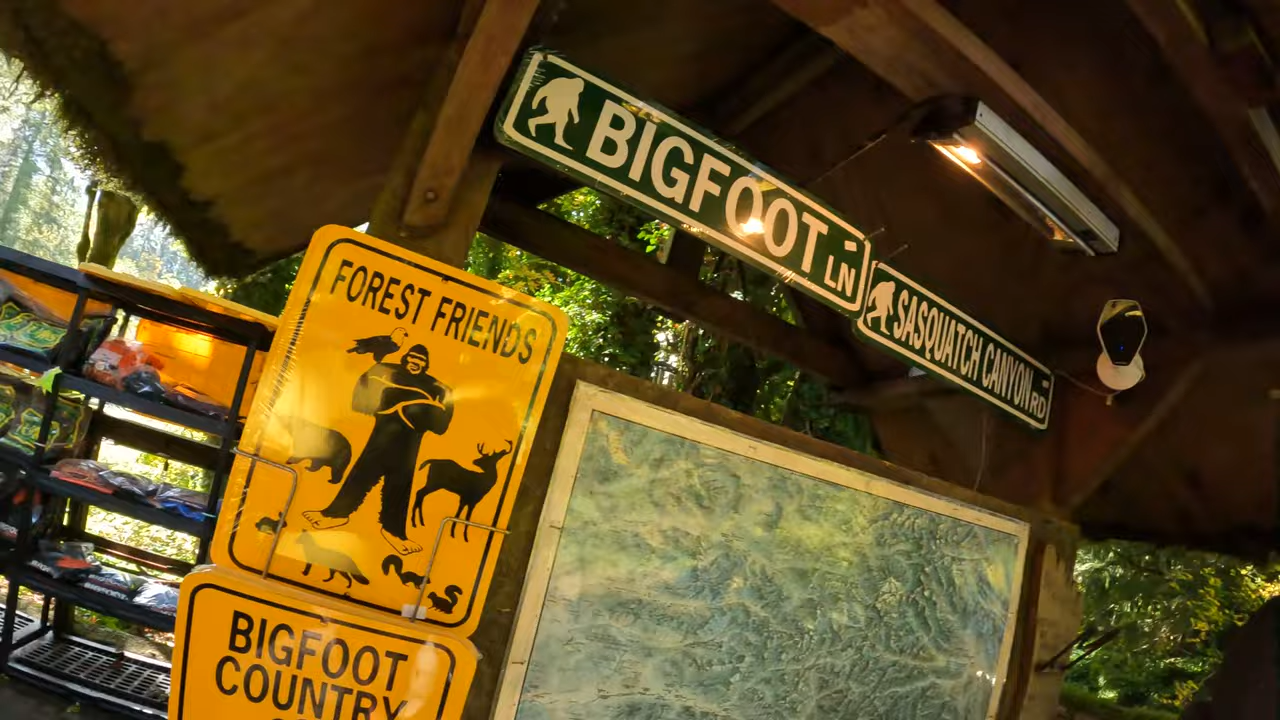 BIGFOOT LN
SASQUATCH CANYON RD
FOREST FRIENDS
BIGFOOT
COUNTRY